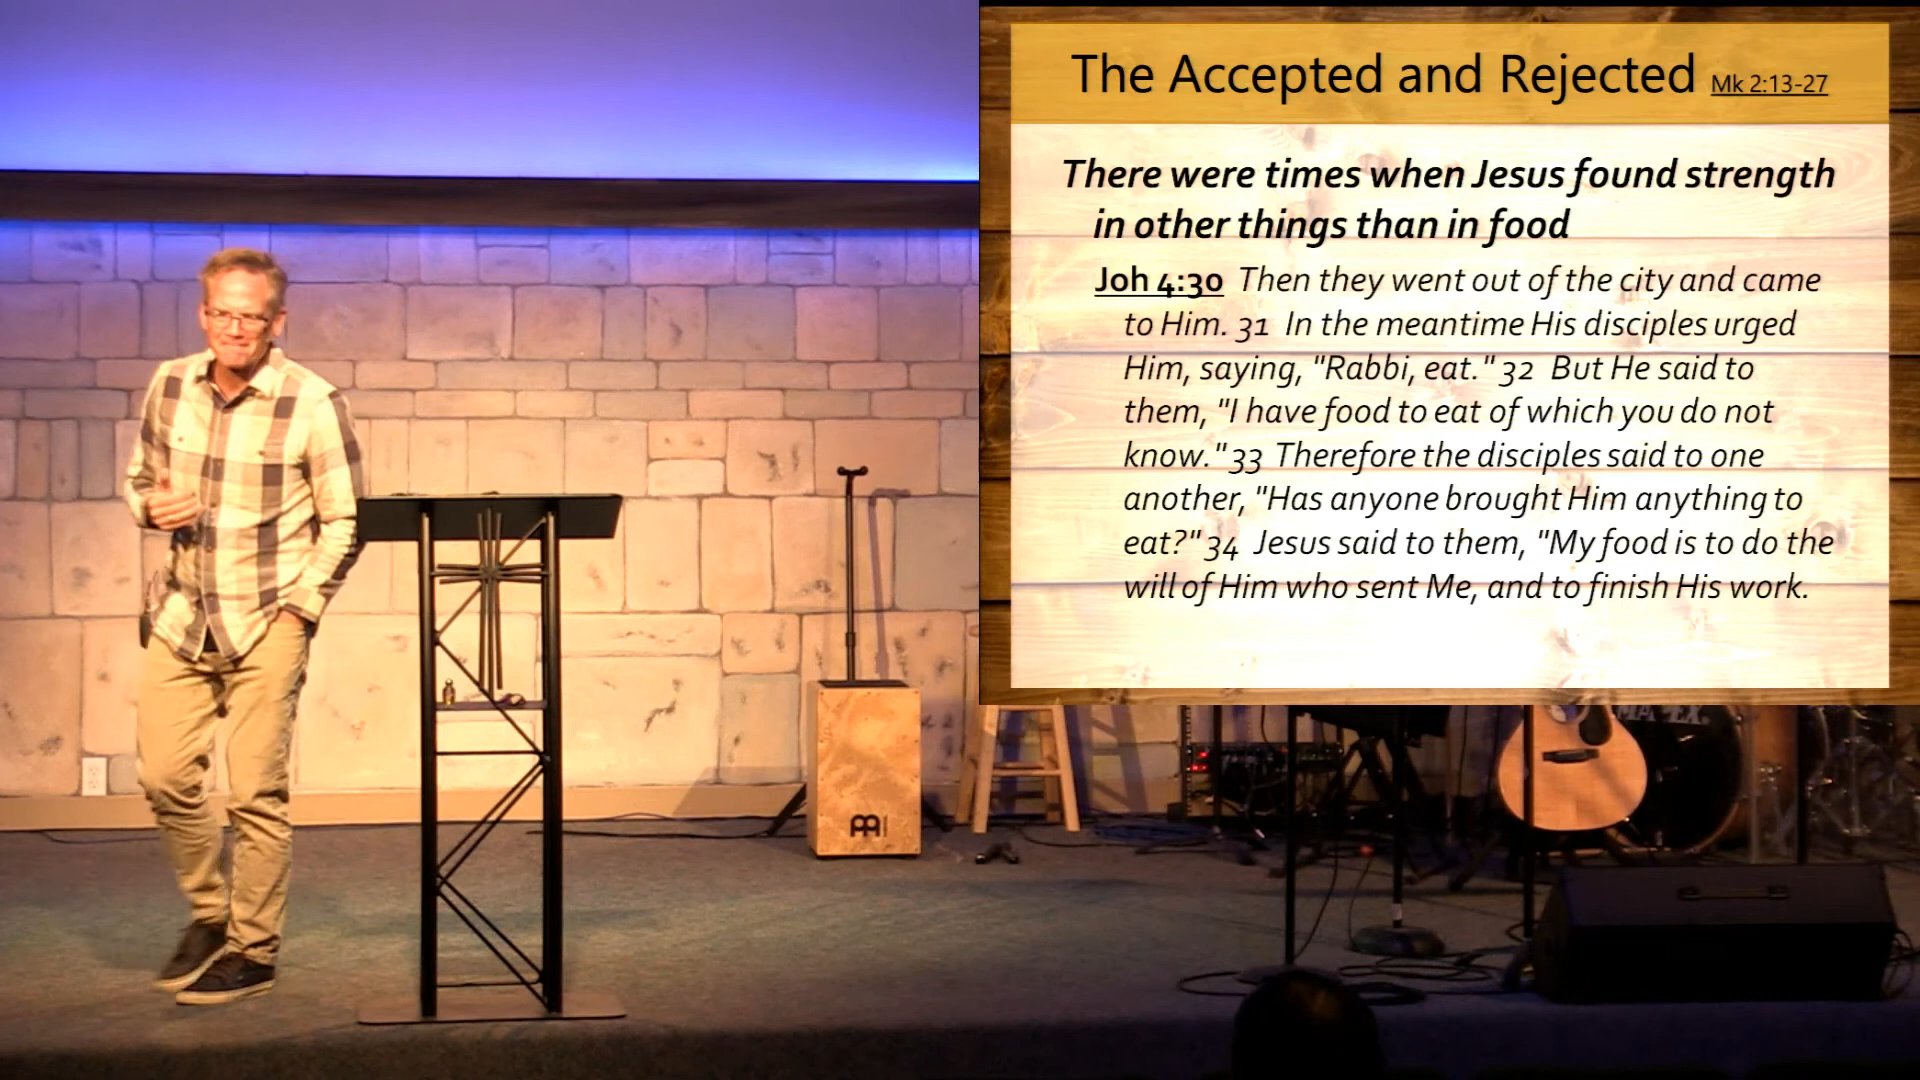 The Accepted and Rejected Mk 2:13-27
There were times when Jesus found strength
in other things than in food
Joh 4:30 Then they went out of the city and came
to Him. 31 In the meantime His disciples urged
Him, saying, "Rabbi, eat." 32 But He said to
them, "I have food to eat of which you do not
know." 33 Therefore the disciples said to one
another, "Has anyone brought Him anything to
eat?" 34 Jesus said to them, "My food is to do the
will of Him who sent Me, and to finish His work.
MAPEX